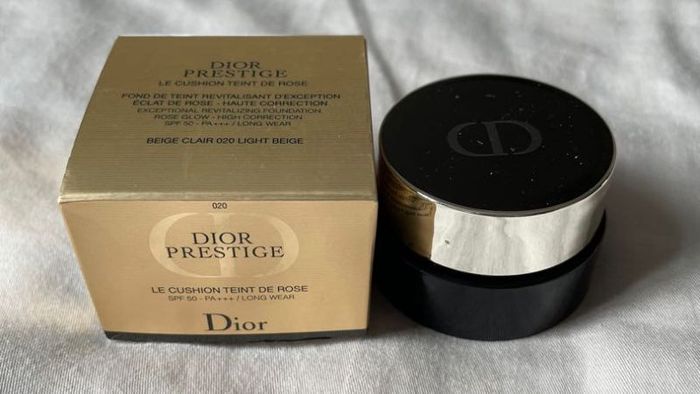 DIOR
PRESTIGE
LE CUSHION TEINT DE ROSE
FOND DE TEINT REVITALISANT D'EXCEPTION
ÉCLAT DE ROSE - HAUTE CORRECTION
EXCEPTIONAL REVITALIZING FOUNDATION
ROSE GLOW - HIGH CORRECTION
SPF 50 - PA+++ / LONG WEAR
BEIGE CLAIR 020 LIGHT BEIGE
020
DIOR
PRESTIGE
LE CUSHION TEINT DE ROSE
SPF 50 - PA+++ / LONG WEAR
Dior
CD